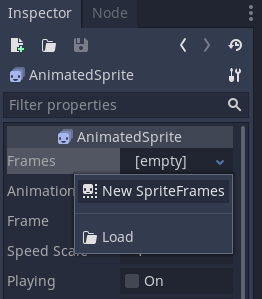 Inspector Node
AnimatedSprite
Filter properties
AnimatedSprite
Frames [empty]
Animation
New SpriteFrames
Frame
Load
Speed Scale
Playing On